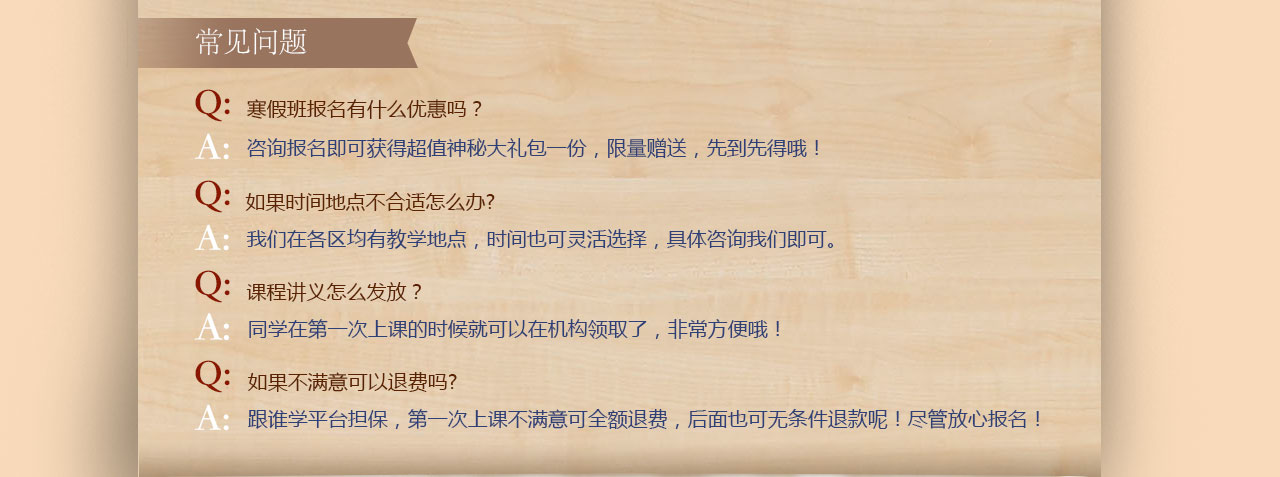 常见问题
Q: 寒假班报名有什么优惠吗？
A: 咨询报名即可获得超值神秘大礼包一份，限量赠送，先到先得哦！
Q: 如果时间地点不合适怎么办?
A: 我们在各区均有教学地点，时间也可灵活选择，具体咨询我们即可。
Q: 课程讲义怎么发放？
A: 同学在第一次上课的时候就可以在机构领取了，非常方便哦！
Q: 如果不满意可以退费吗?
A: 跟谁学平台担保，第一次上课不满意可全额退费，后面也可无条件退款呢！尽管放心报名！